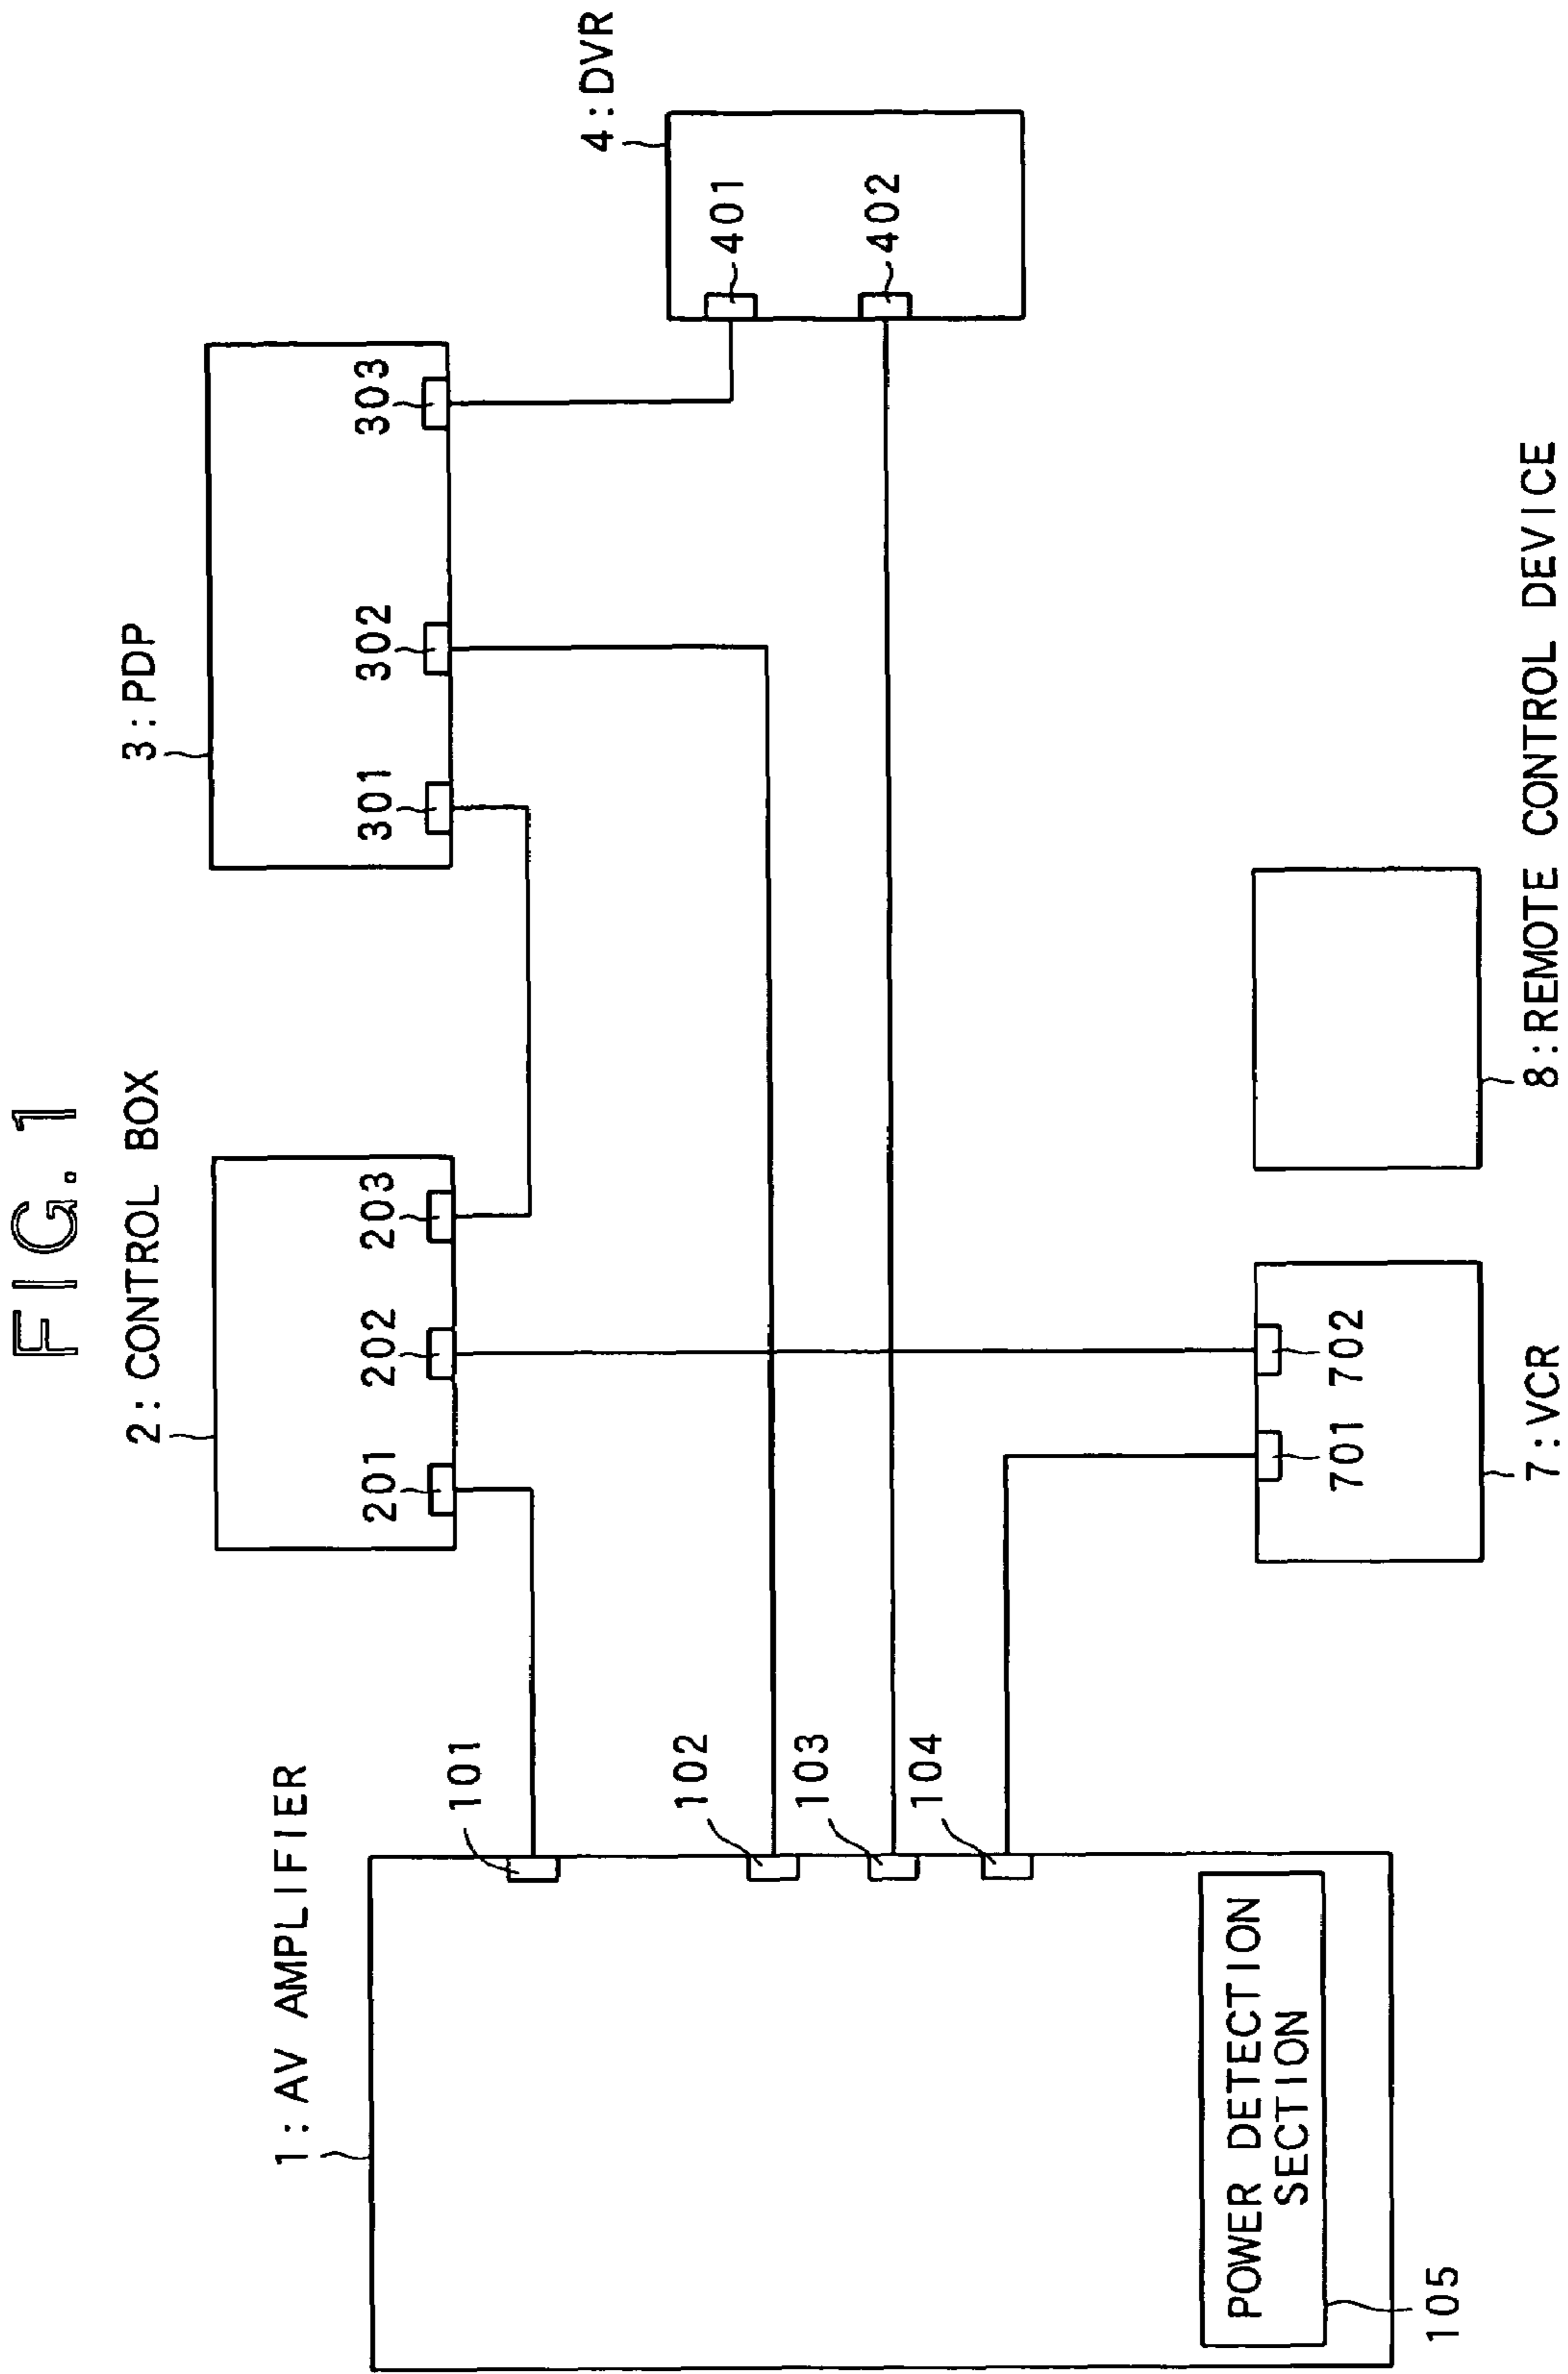 FIG. 1
2: CONTROL BOX
3:PDP
201
202
203
301
302
303
4:DVR
401
402
1:AV AMPLIFIER
101
102
103
104
POWER DETECTION
SECTION
105
701
702
7:VCR
8:REMOTE CONTROL DEVICE